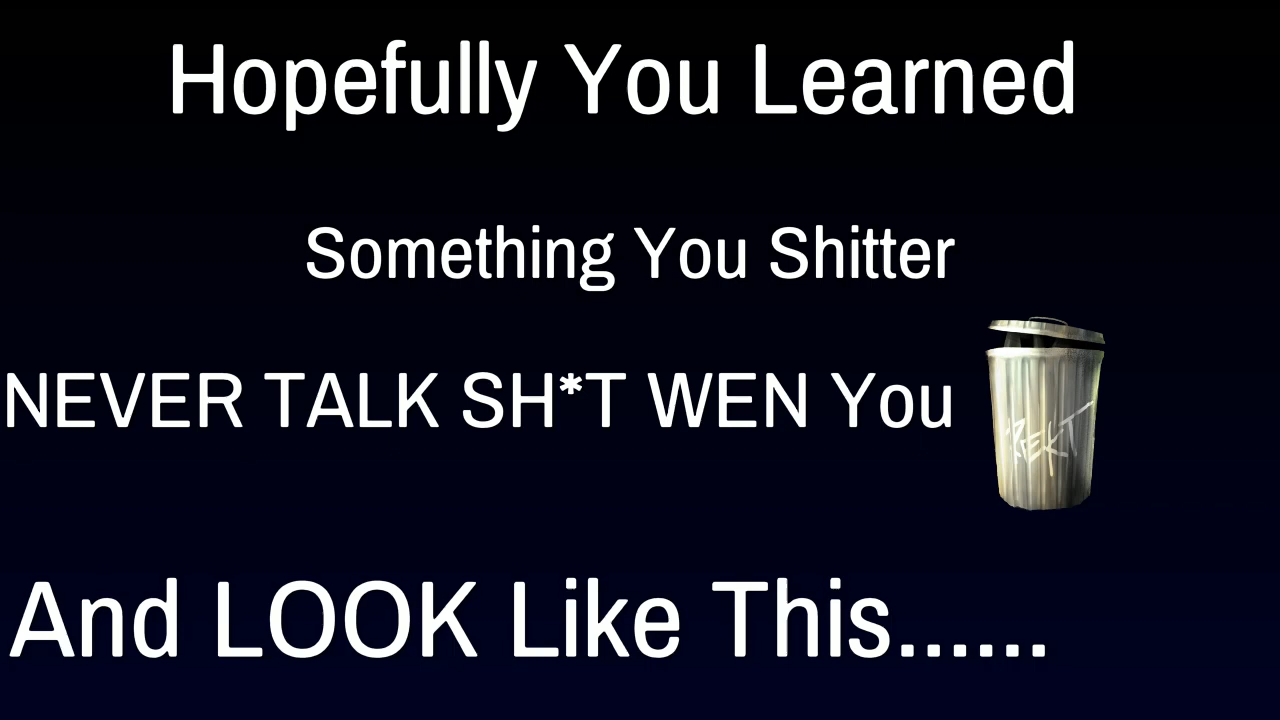 Hopefully You Learned
Something You Shitter
NEVER TALK SH*T WEN You
REKT
And LOOK Like This......